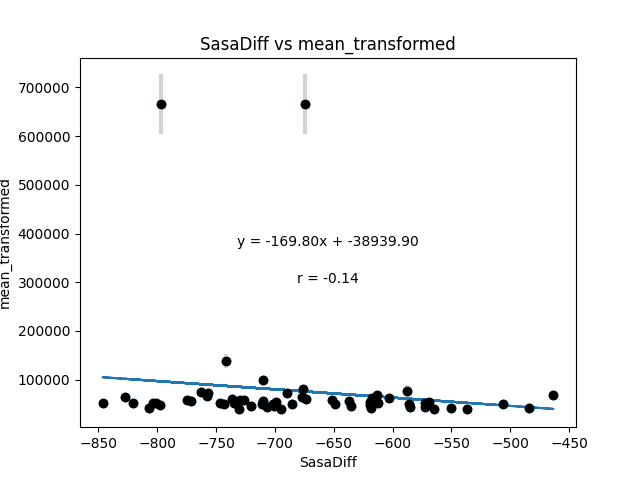 SasaDiff vs mean_transformed
mean_transformed
700000
600000
500000
400000
300000
200000
100000
y = -169.80x + -38939.90
r = -0.14
−850 −800 −750 −700 −650 −600 −550 −500 −450
SasaDiff